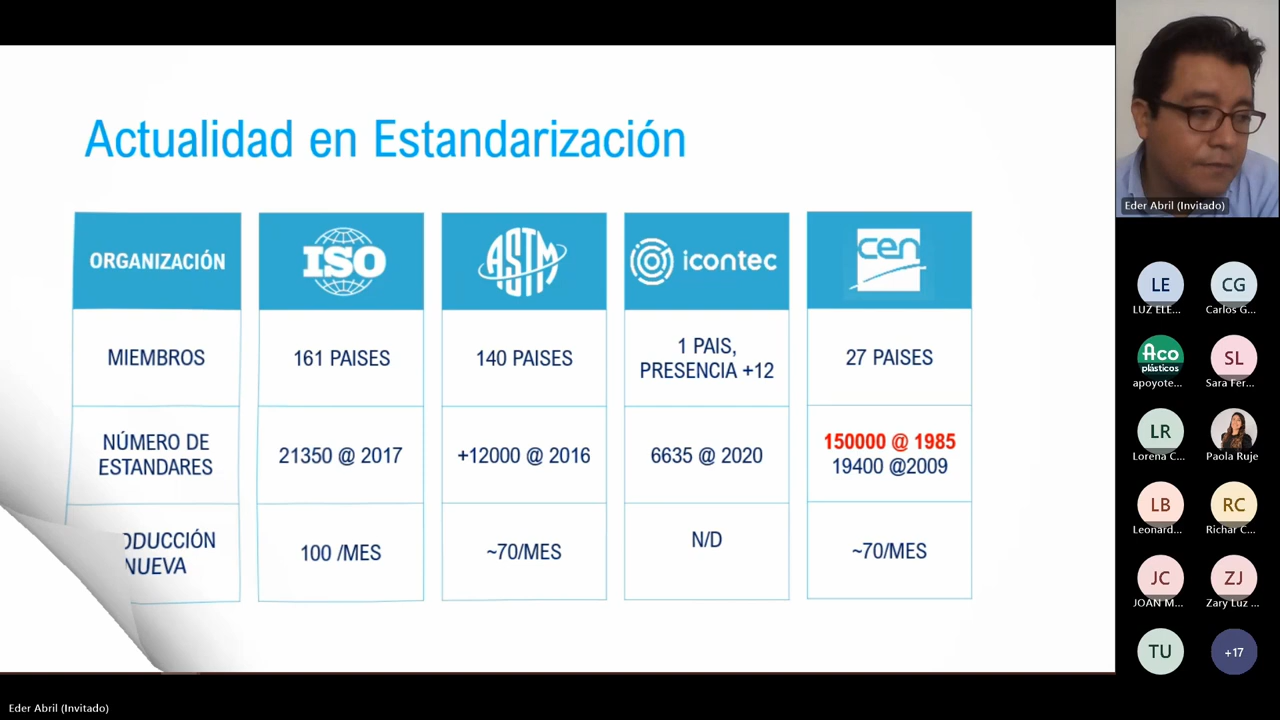 Actualidad en Estandarización
ORGANIZACIÓN
ISO
ASTM
icontec
cen
MIEMBROS
161 PAISES
140 PAISES
1 PAIS,
PRESENCIA +12
27 PAISES
NÚMERO DE
ESTANDARES
21350 @ 2017
+12000 @ 2016
6635 @ 2020
150000 @ 1985
19400 @2009
ODUCCIÓN
NUEVA
100 /MES
~70/MES
N/D
~70/MES
Eder Abril (Invitado)
LE
LUZ ELE...
CG
Carlos G...
Aco
plásticos
apoyote...
SL
Sara Fer...
LR
Lorena C...
Paola Ruje
LB
Leonard...
RC
Richar C...
JC
JOAN M...
ZJ
Zary Luz ...
TU
+17
Eder Abril (Invitado)